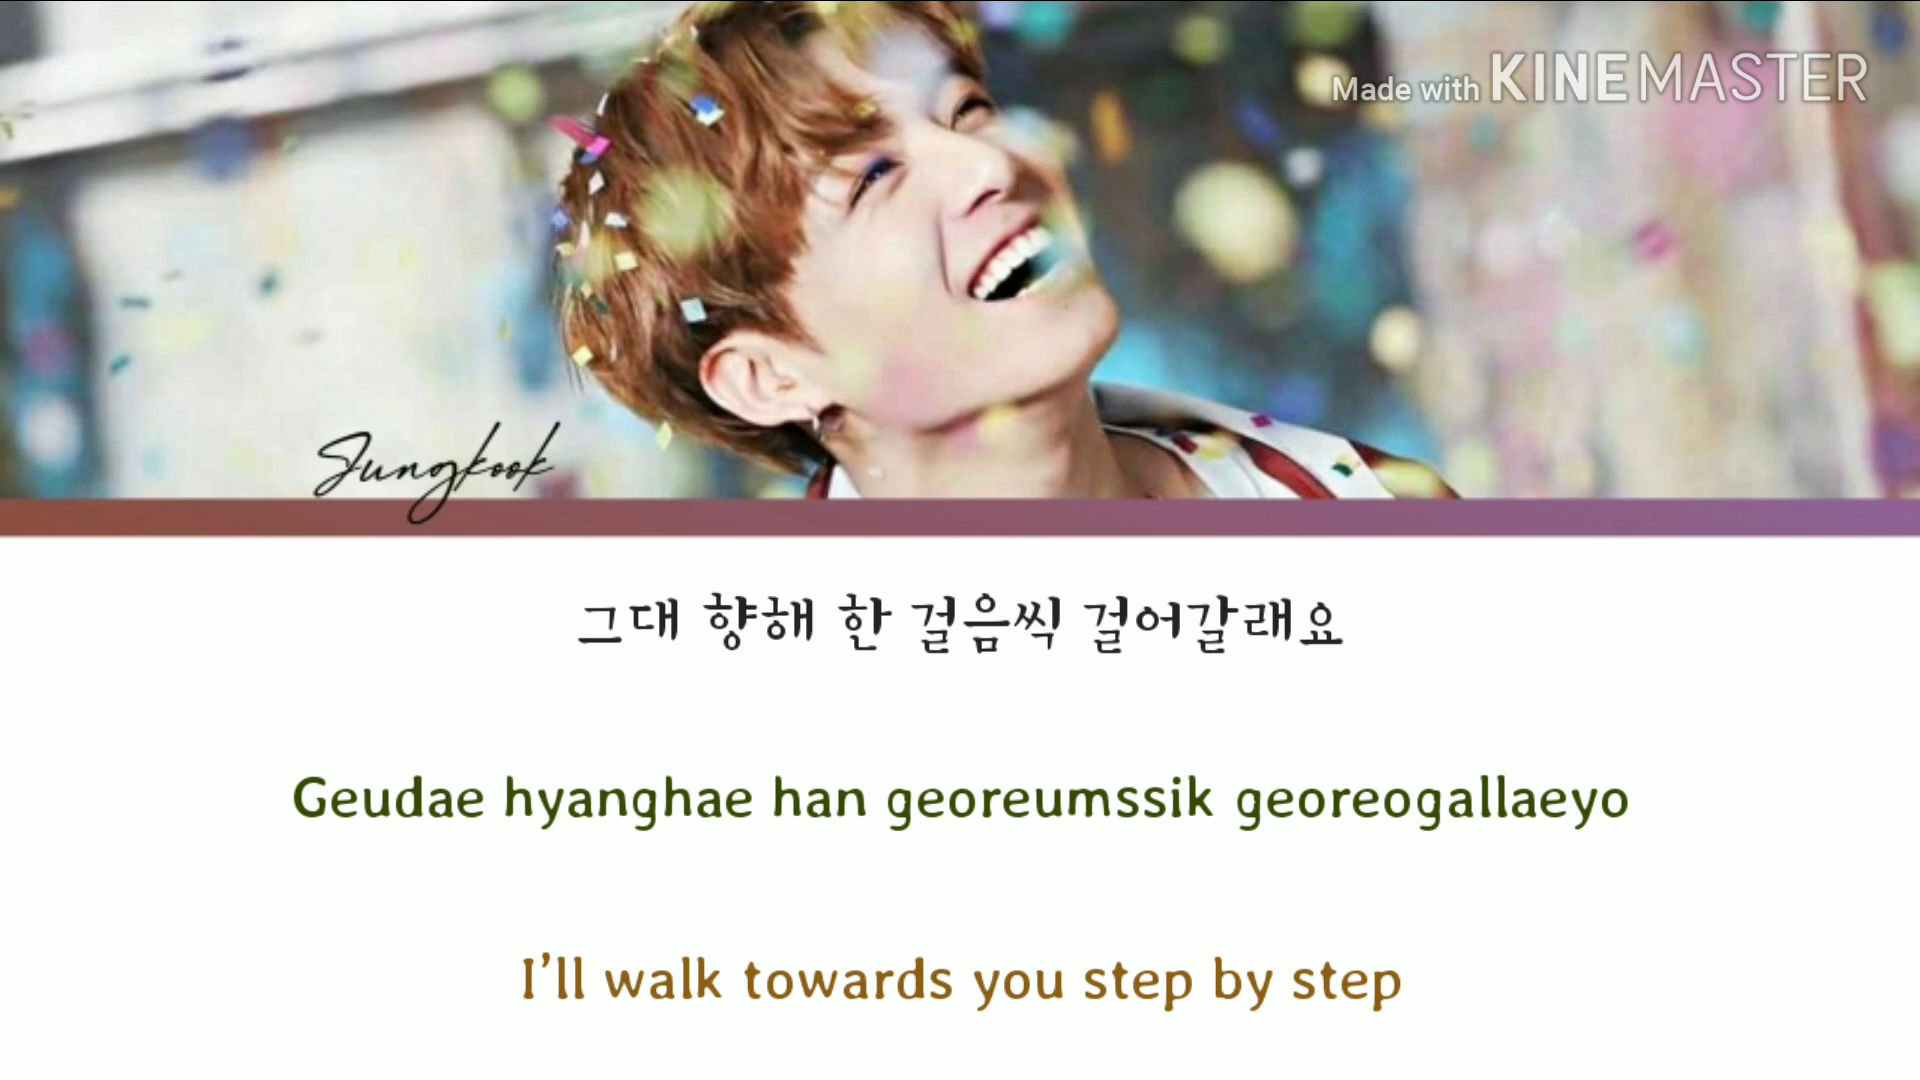 Made with KINEMASTER
Jungkook
그대 향해 한 걸음씩 걸어갈래요
Geudae hyanghae han georeumssik georeogallaeyo
I'll walk towards you step by step